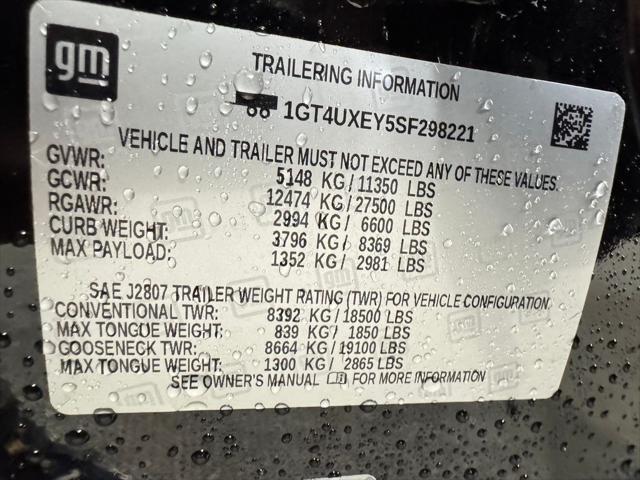 gm
TRAILERING INFORMATION
1GT4UXEY5SF298221
VEHICLE AND TRAILER MUST NOT EXCEED ANY OF THESE VALUES.
GVWR: 5148 KG / 11350 LBS
GCWR: 12474 KG / 27500 LBS
RGAWR: 2994 KG / 6600 LBS
CURB WEIGHT: 3796 KG / 8369 LBS
MAX PAYLOAD: 1352 KG / 2981 LBS
SAE J2807 TRAILER WEIGHT RATING (TWR) FOR VEHICLE CONFIGURATION.
CONVENTIONAL TWR: 8392 KG / 18500 LBS
MAX TONGUE WEIGHT: 839 KG / 1850 LBS
GOOSENECK TWR: 8664 KG / 19100 LBS
MAX TONGUE WEIGHT: 1300 KG / 2865 LBS
SEE OWNER'S MANUAL FOR MORE INFORMATION